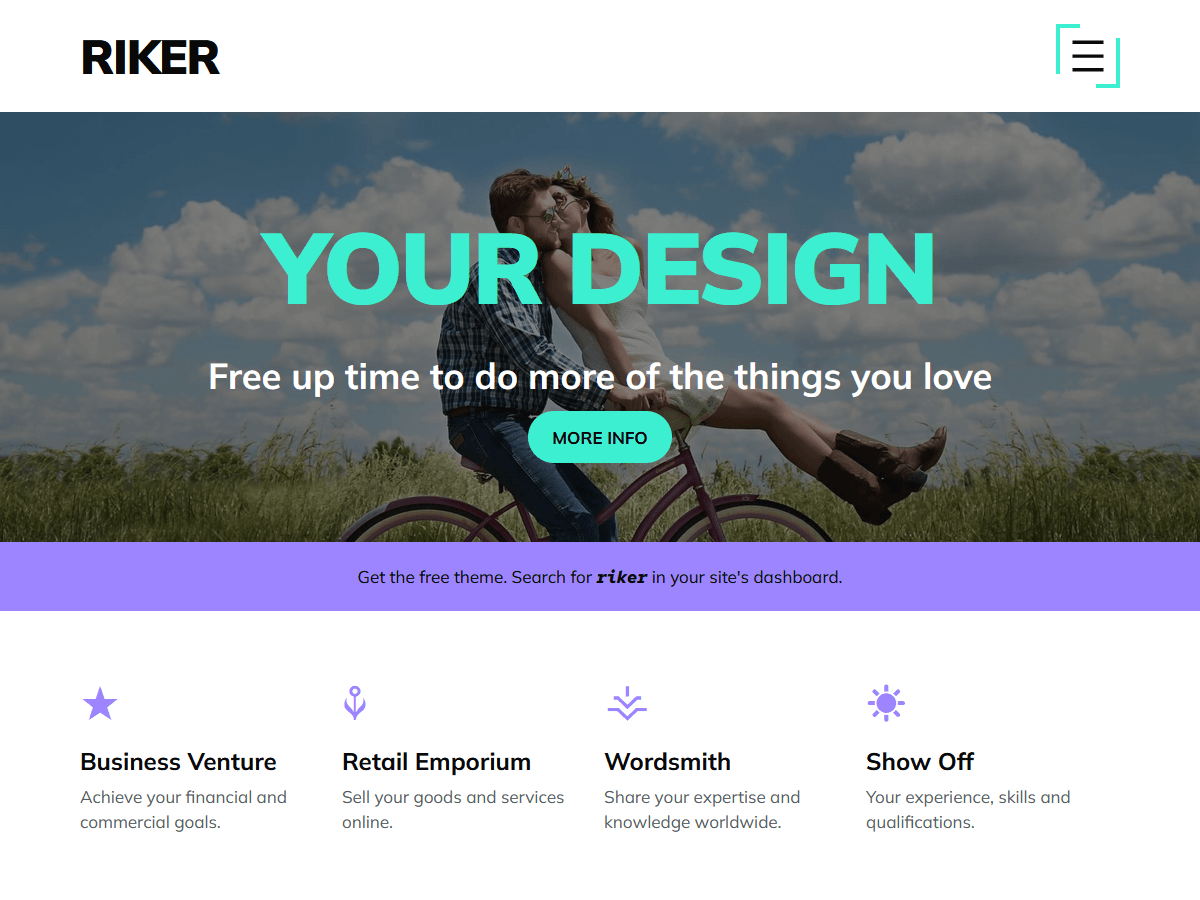 RIKER
YOUR DESIGN
Free up time to do more of the things you love
MORE INFO
Get the free theme. Search for riker in your site's dashboard.
Business Venture
Achieve your financial and
commercial goals.
Retail Emporium
Sell your goods and services
online.
Wordsmith
Share your expertise and
knowledge worldwide.
Show Off
Your experience, skills and
qualifications.